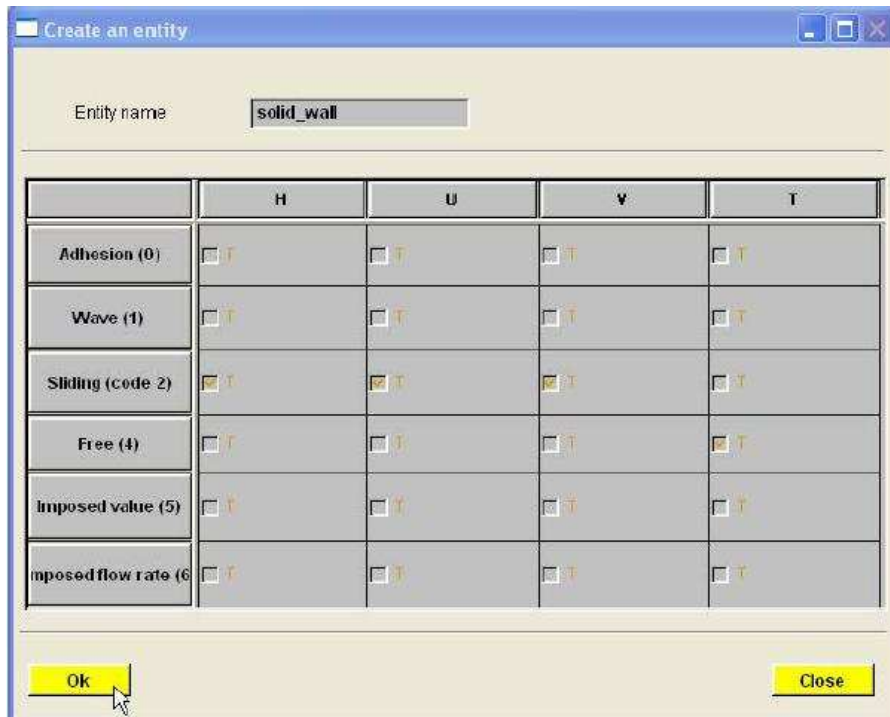 Create an entity
Entity name solid_wall
H U V T
Adhesion (0) T T T T
Wave (1) T T T T
Sliding (code 2) T T T T
Free (4) T T T T
Imposed value (5) T T T T
mposed flow rate (6 T T T T
Ok Close